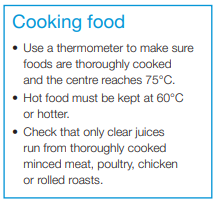 Cooking food
• Use a thermometer to make sure
foods are thoroughly cooked
and the centre reaches 75°C.
• Hot food must be kept at 60°C
or hotter.
• Check that only clear juices
run from thoroughly cooked
minced meat, poultry, chicken
or rolled roasts.